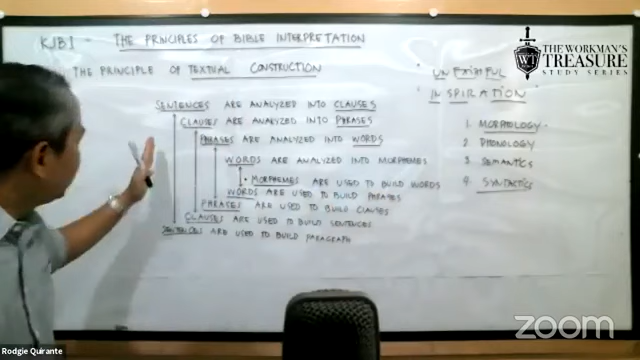 KJB1 - THE PRINCIPLES OF BIBLE INTERPRETATION
THE PRINCIPLE OF TEXTUAL CONSTRUCTION
SENTENCES ARE ANALYZED INTO CLAUSES
CLAUSES ARE ANALYZED INTO PHRASES
PHRASES ARE ANALYZED INTO WORDS
WORDS ARE ANALYZED INTO MORPHEMES
• MORPHEMES ARE USED TO BUILD WORDS
WORDS ARE USED TO BUILD PHRASES
PHRASES ARE USED TO BUILD CLAUSES
CLAUSES ARE USED TO BUILD SENTENCES
SENTENCES ARE USED TO BUILD PARAGRAPH
INSPIRATION
1. MORPHOLOGY
2. PHONOLOGY
3. SEMANTICS
4. SYNTACTICS
THE WORKMAN'S
TREASURE
STUDY SERIES
WT
zoom
Rodgie Quirante